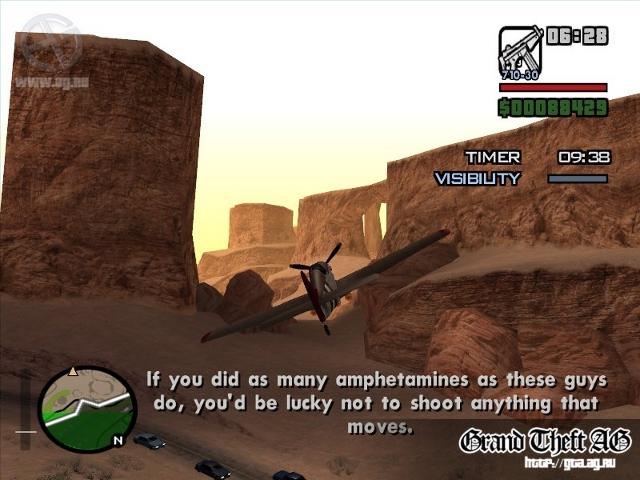 06:28
www.ag.ru
710-30
$00088429
TIMER 09:38
VISIBILITY
If you did as many amphetamines as these guys
do, you'd be lucky not to shoot anything that
moves.
N
Grand Theft AG
http://gta.ag.ru